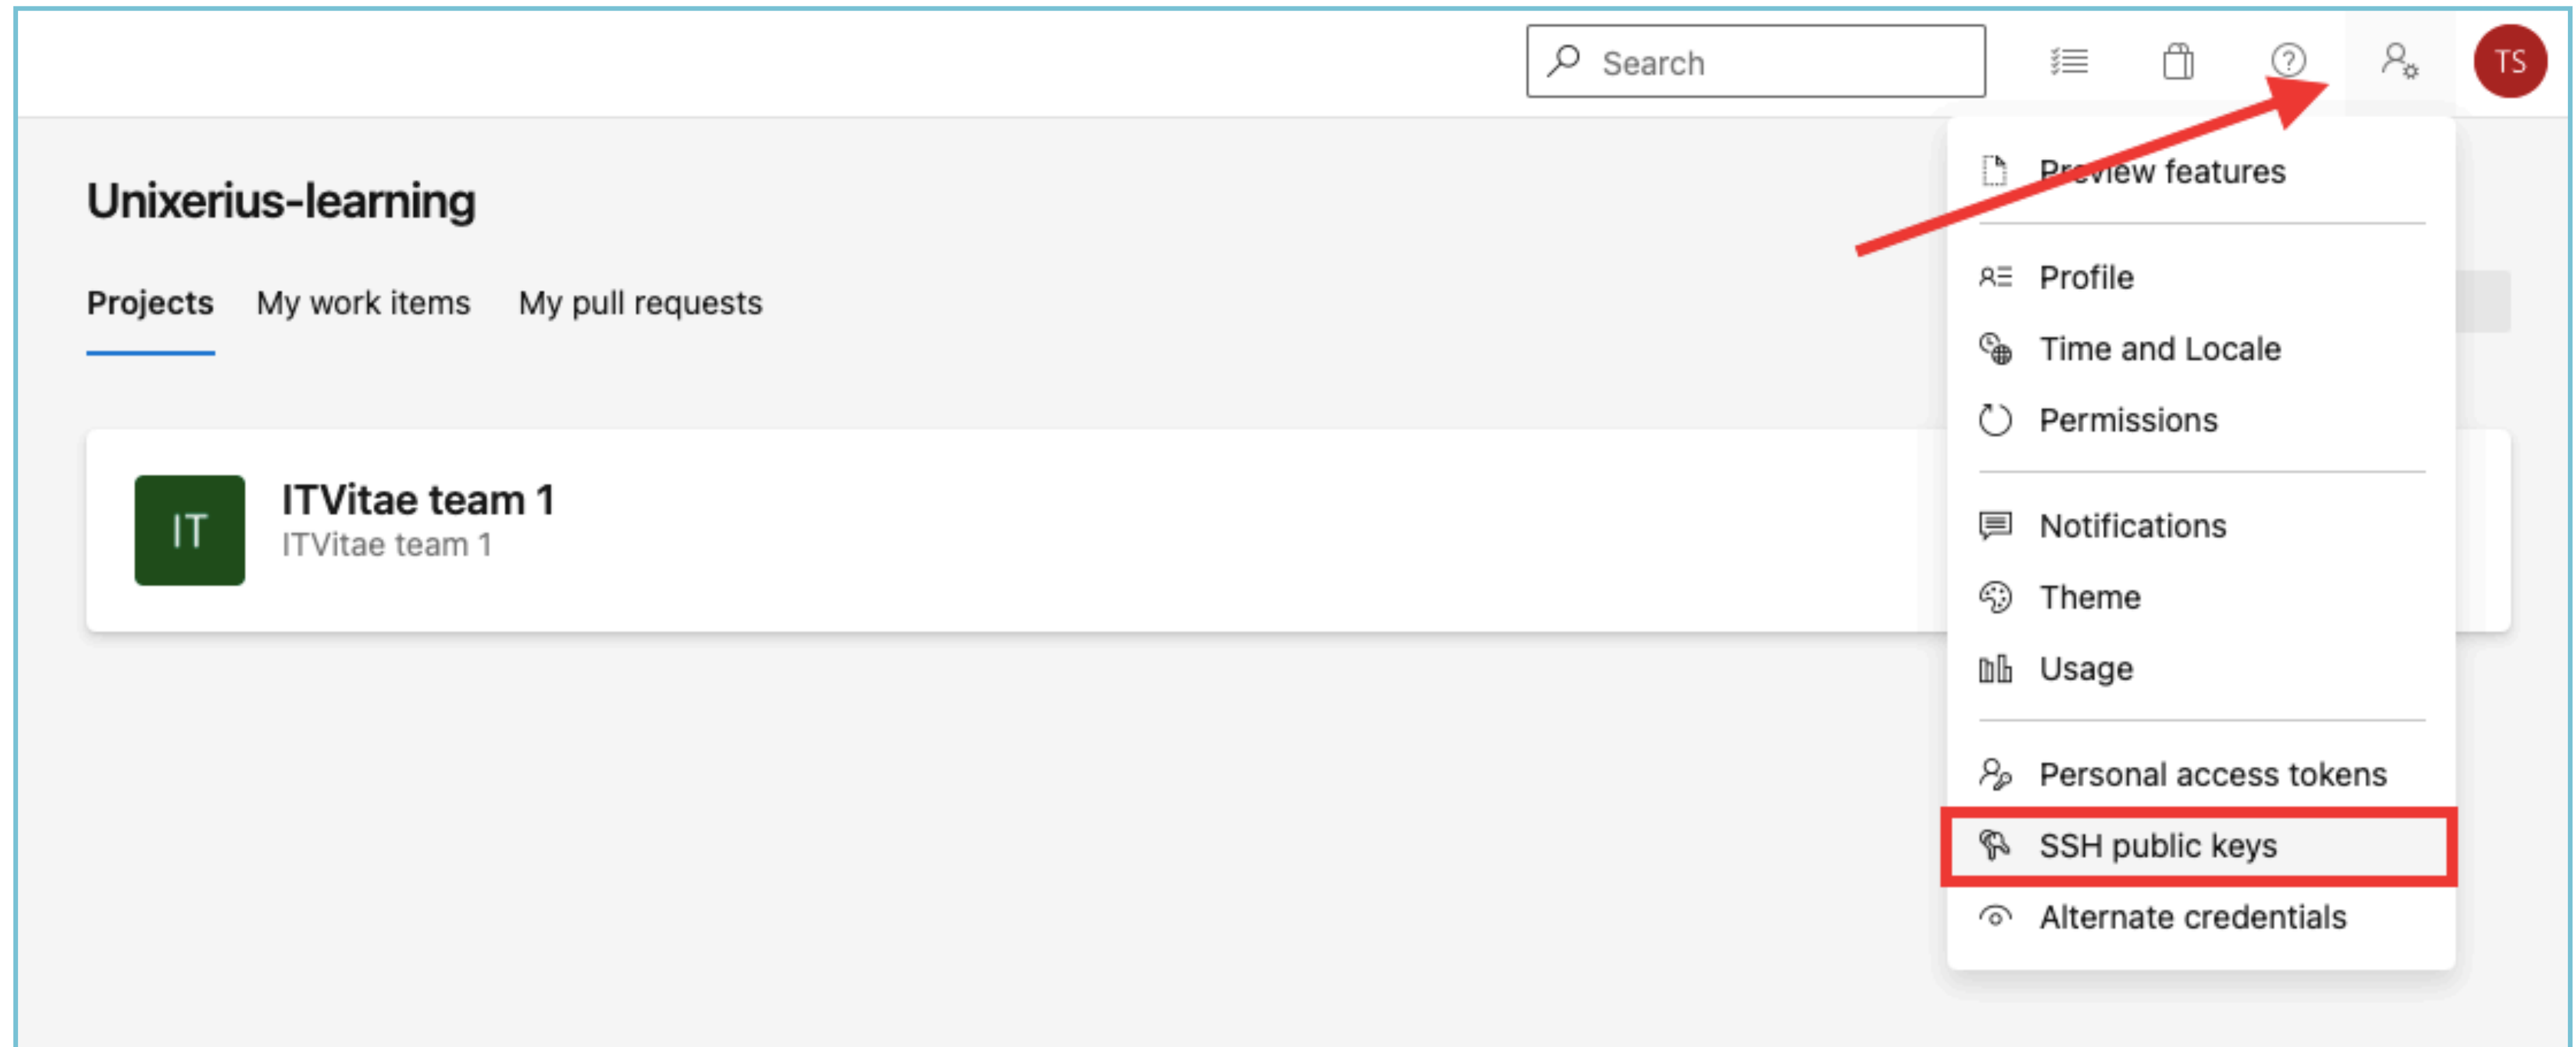 Search
TS
Unixerius-learning
Projects My work items My pull requests
IT
ITVitae team 1
ITVitae team 1
Preview features
Profile
Time and Locale
Permissions
Notifications
Theme
Usage
Personal access tokens
SSH public keys
Alternate credentials